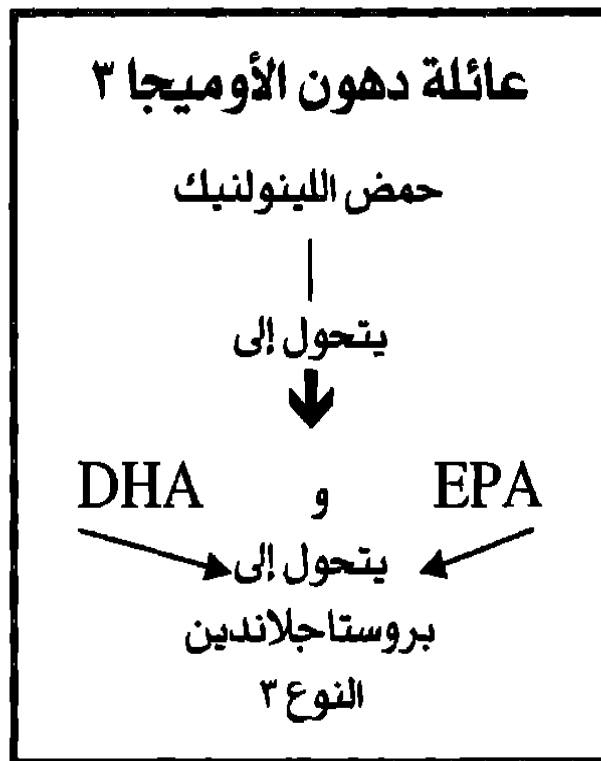 عائلة دهون الأوميجا ٣
حمض اللينولنيك
يتحول إلى
EPA و DHA
يتحول إلى
بروستاجلاندين
النوع ٣